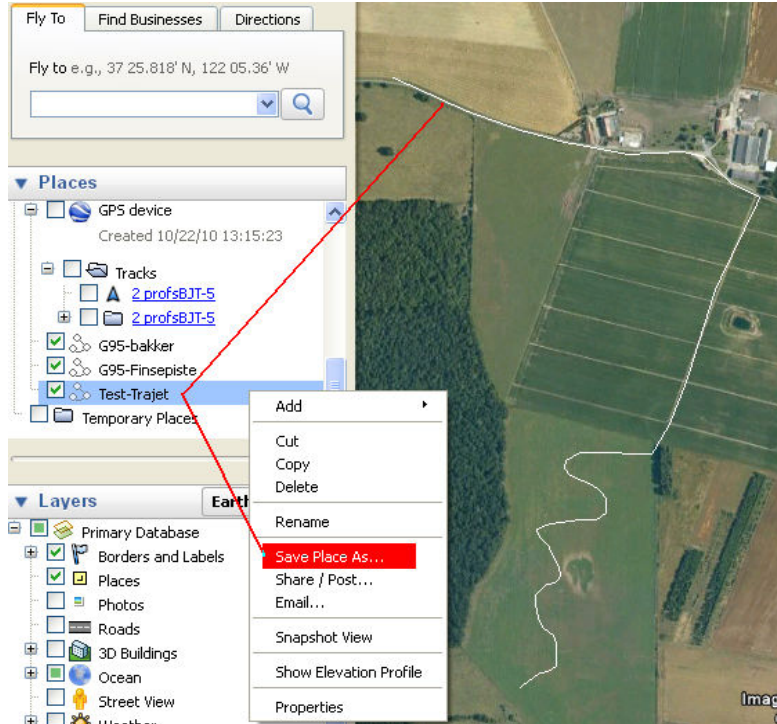 Fly To
Find Businesses
Directions
Fly to e.g., 37 25.818' N, 122 05.36' W
Places
GPS device
Created 10/22/10 13:15:23
Tracks
2 profsBJT-5
2 profsBJT-5
G95-bakker
G95-Finsepiste
Test-Trajet
Temporary Places
Add
Cut
Copy
Delete
Rename
Save Place As...
Share / Post...
Email...
Snapshot View
Show Elevation Profile
Properties
Layers
Earth
Primary Database
Borders and Labels
Places
Photos
Roads
3D Buildings
Ocean
Street View
Weather
Imag